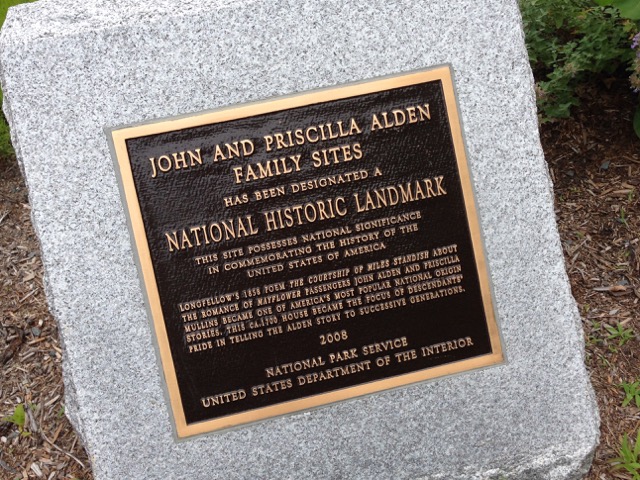 JOHN AND PRISCILLA ALDEN
FAMILY SITES
HAS BEEN DESIGNATED A
NATIONAL HISTORIC LANDMARK
THIS SITE POSSESSES NATIONAL SIGNIFICANCE
IN COMMEMORATING THE HISTORY OF THE
UNITED STATES OF AMERICA
LONGFELLOW'S 1858 POEM THE COURTSHIP OF MILES STANDISH ABOUT
THE ROMANCE OF MAYFLOWER PASSENGERS JOHN ALDEN AND PRISCILLA
MULLINS BECAME ONE OF AMERICA'S MOST POPULAR NATIONAL ORIGIN
STORIES. THIS CA.1700 HOUSE BECAME THE FOCUS OF DESCENDANTS'
PRIDE IN TELLING THE ALDEN STORY TO SUCCESSIVE GENERATIONS.
2008
NATIONAL PARK SERVICE
UNITED STATES DEPARTMENT OF THE INTERIOR